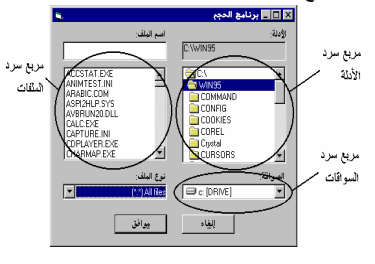 برنامج الحجم
الأدلة:
اسم الملف:
C:\WIN95
مربع سرد
الأدلة
مربع سرد
الملفات
C:\
WIN95
COMMAND
CONFIG
COOKIES
COREL
Crystal
CURSORS
ACCSTAT.EXE
ANIMTEST.INI
ARABIC.COM
ASPI2HLP.SYS
AVBRUN20.DLL
CALC.EXE
CAPTURE.INI
CDPLAYER.EXE
CHARMAP.EXE
مربع سرد
السواقات
السواقة:
نوع الملف:
c: [DRIVE]
(*.*) All files
إلغاء
موافق